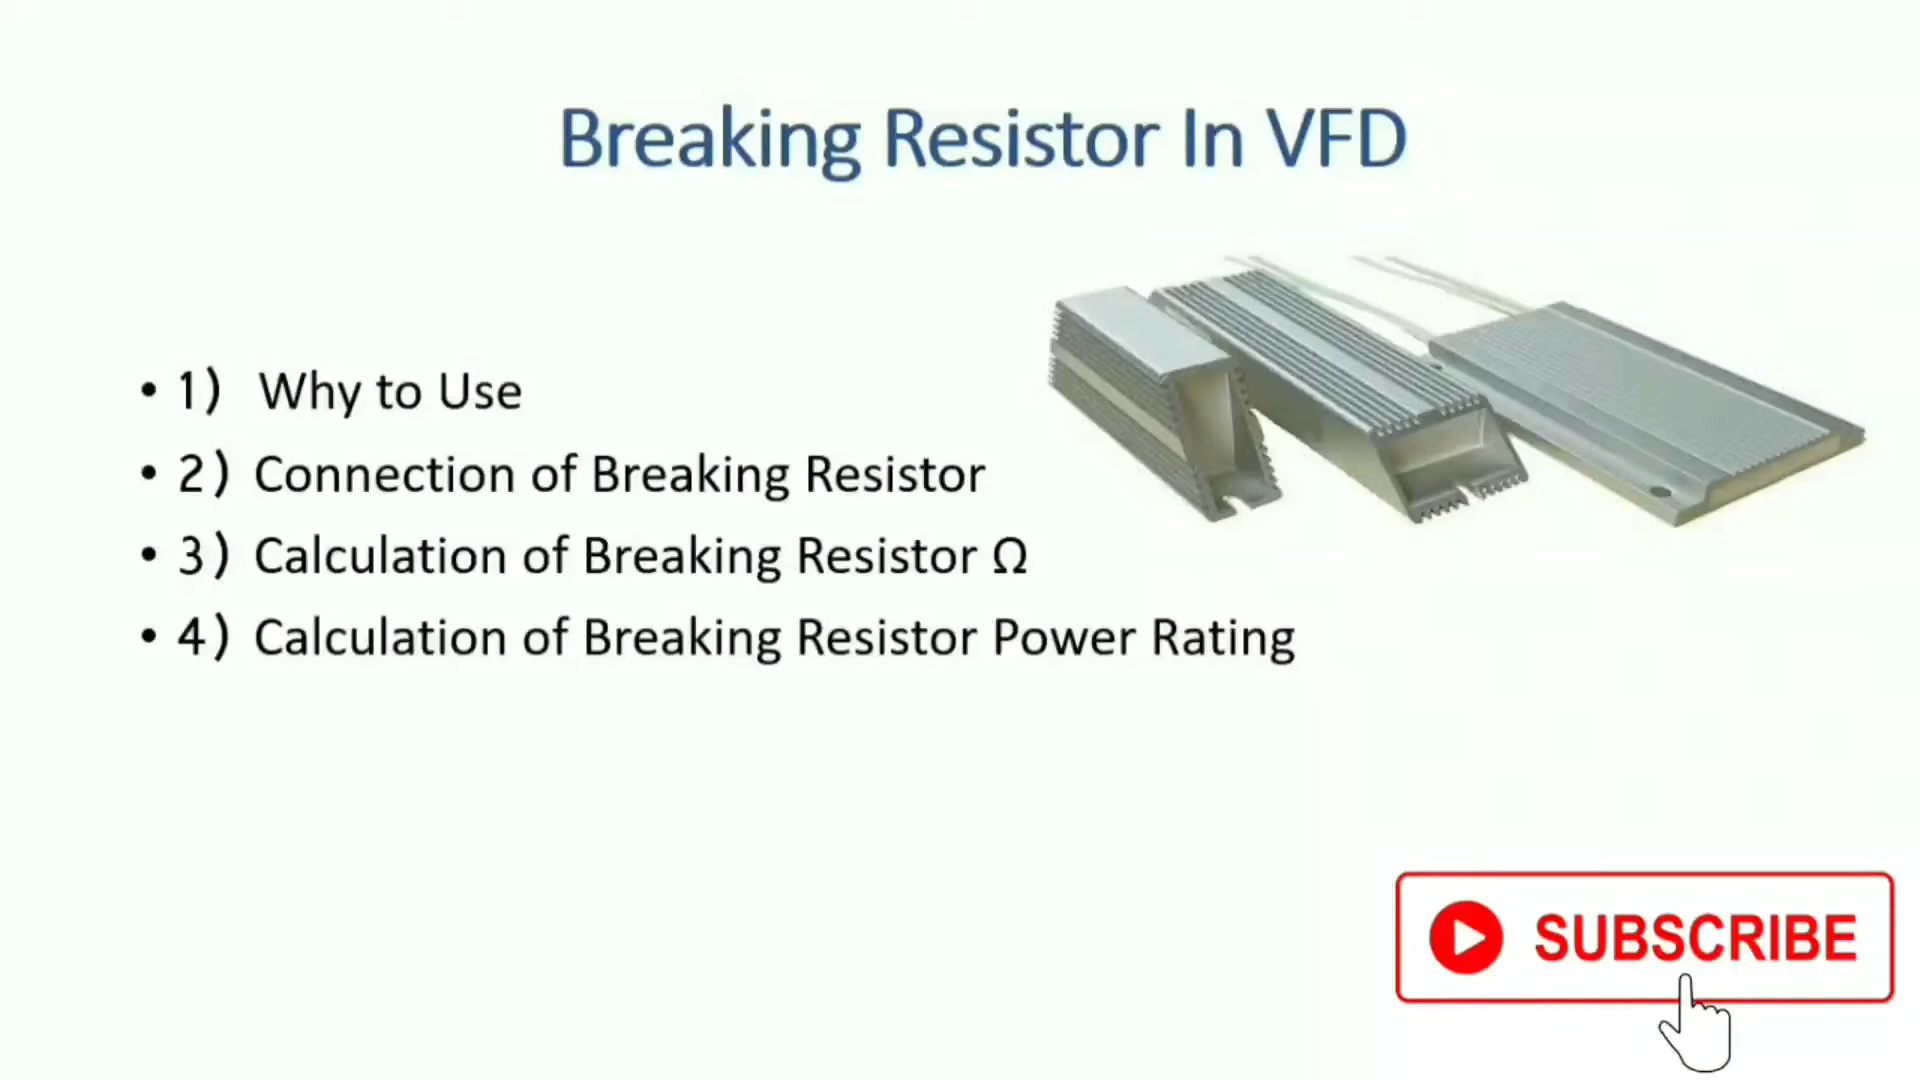 Breaking Resistor In VFD
• 1) Why to Use
• 2) Connection of Breaking Resistor
• 3) Calculation of Breaking Resistor Ω
• 4) Calculation of Breaking Resistor Power Rating
SUBSCRIBE